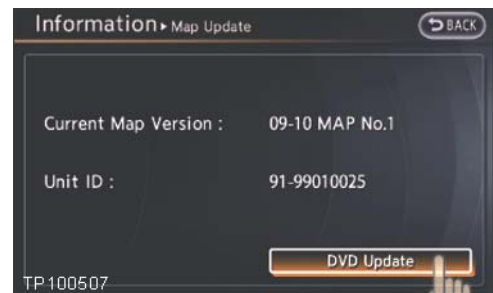 Information ▸ Map Update
BACK
Current Map Version : 09-10 MAP No.1
Unit ID : 91-99010025
DVD Update
TP100507